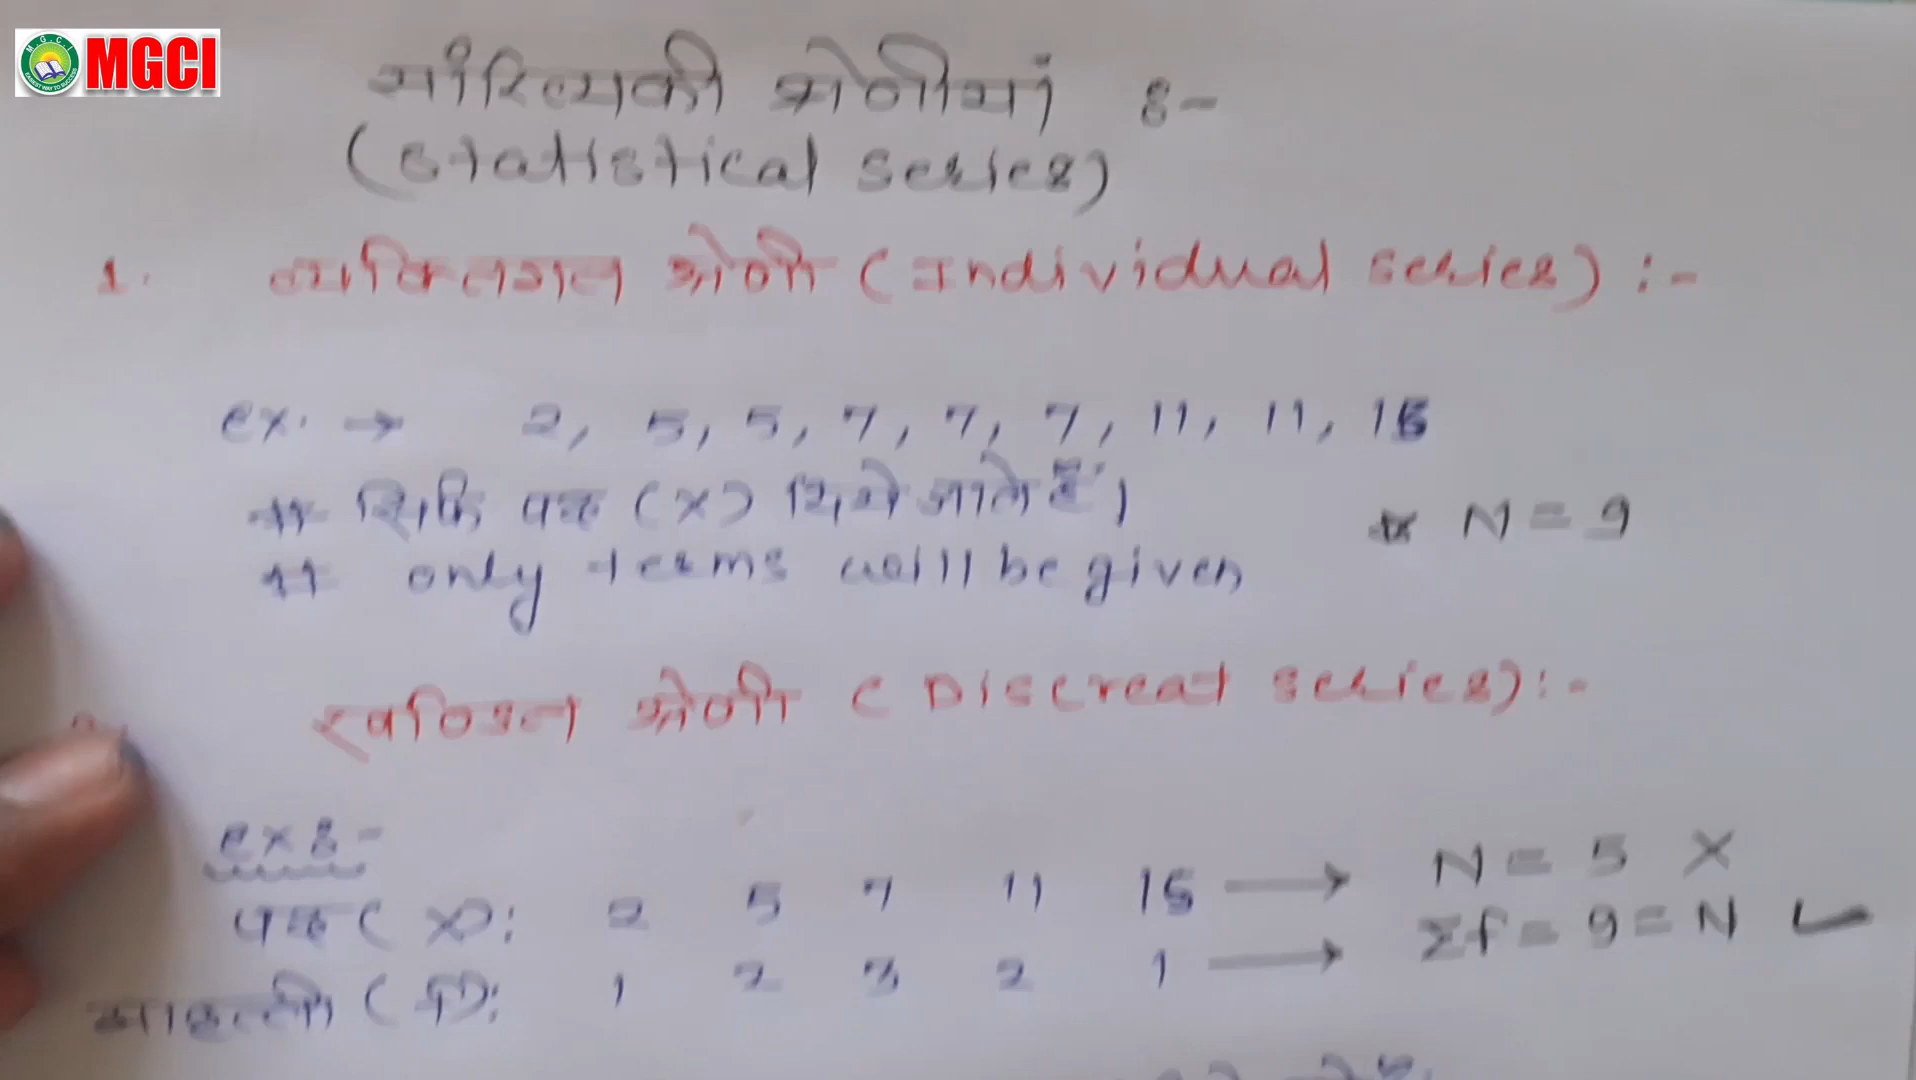 MGCI
सांख्यिकी श्रेणीयां :-
(Statistical series)
1. व्यक्तिगत श्रेणी (Individual series) :-
ex. → 2, 5, 5, 7, 7, 7, 11, 11, 15
** सिर्फ पद (X) दिये जाते हैं।
* N = 9
** only terms will be given
खण्डित श्रेणी (Discreat series):-
ex :-
पद (X): 2 5 7 11 15 → N = 5 X
आवृत्ती (f): 1 2 3 2 1 → Σf = 9 = N ✓